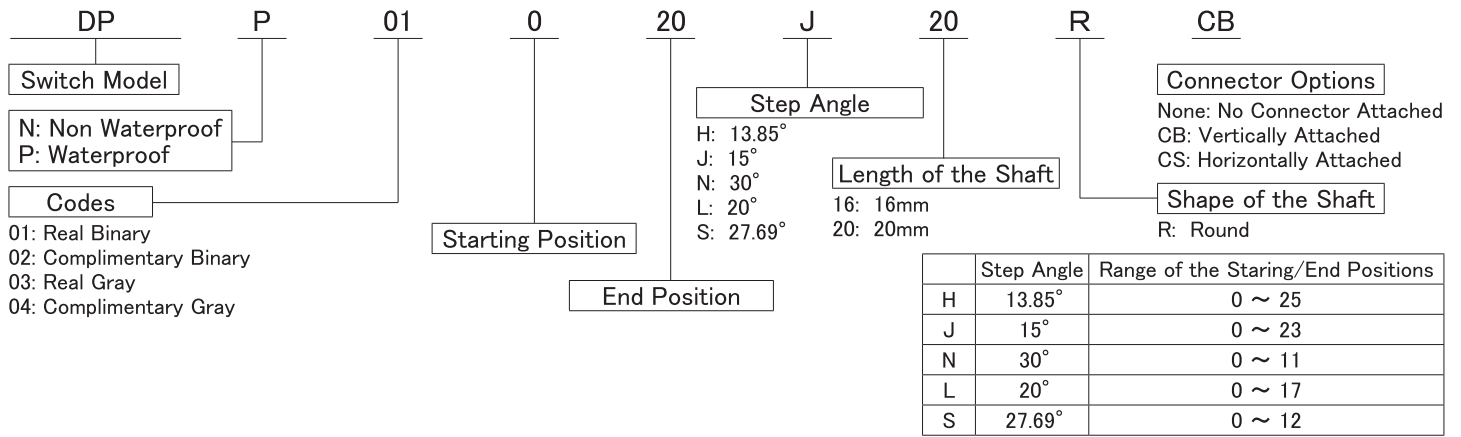 DP P 01 0 20 J 20 R CB
Switch Model
N: Non Waterproof
P: Waterproof
Codes
01: Real Binary
02: Complimentary Binary
03: Real Gray
04: Complimentary Gray
Starting Position
End Position
Step Angle
H: 13.85°
J: 15°
N: 30°
L: 20°
S: 27.69°
Length of the Shaft
16: 16mm
20: 20mm
Connector Options
None: No Connector Attached
CB: Vertically Attached
CS: Horizontally Attached
Shape of the Shaft
R: Round
Step Angle Range of the Staring/End Positions
H 13.85° 0 ~ 25
J 15° 0 ~ 23
N 30° 0 ~ 11
L 20° 0 ~ 17
S 27.69° 0 ~ 12